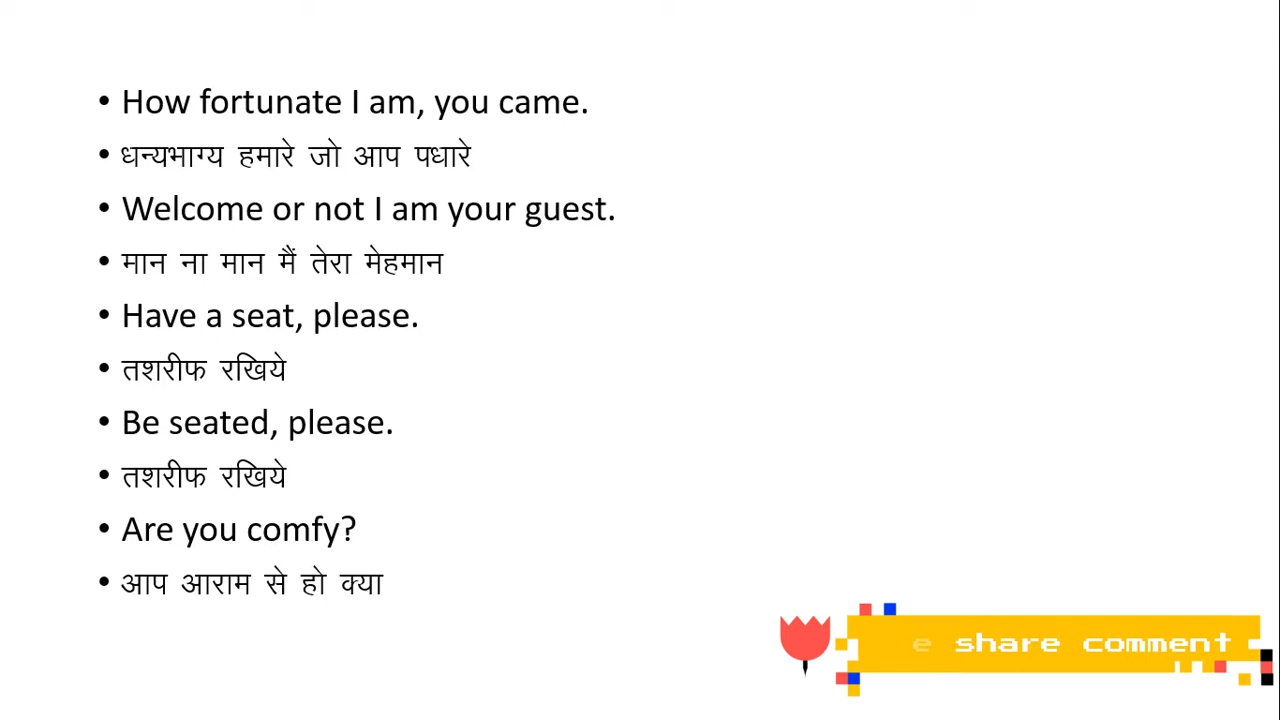 • How fortunate I am, you came.
• धन्यभाग्य हमारे जो आप पधारे
• Welcome or not I am your guest.
• मान ना मान मैं तेरा मेहमान
• Have a seat, please.
• तशरीफ रखिये
• Be seated, please.
• तशरीफ रखिये
• Are you comfy?
• आप आराम से हो क्या
e share comment